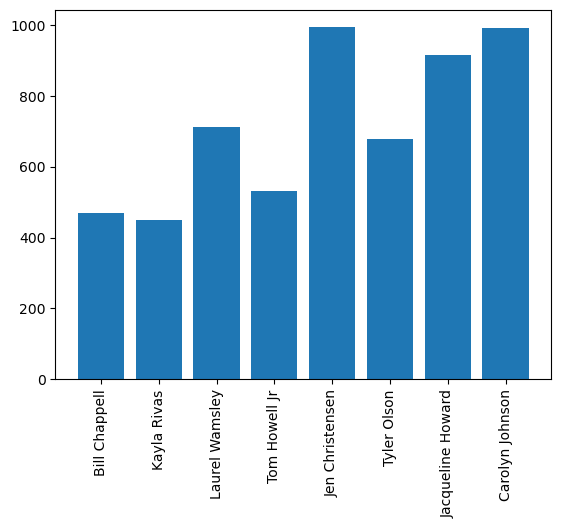 1000
800
600
400
200
0
Bill Chappell
Kayla Rivas
Laurel Wamsley
Tom Howell Jr
Jen Christensen
Tyler Olson
Jacqueline Howard
Carolyn Johnson